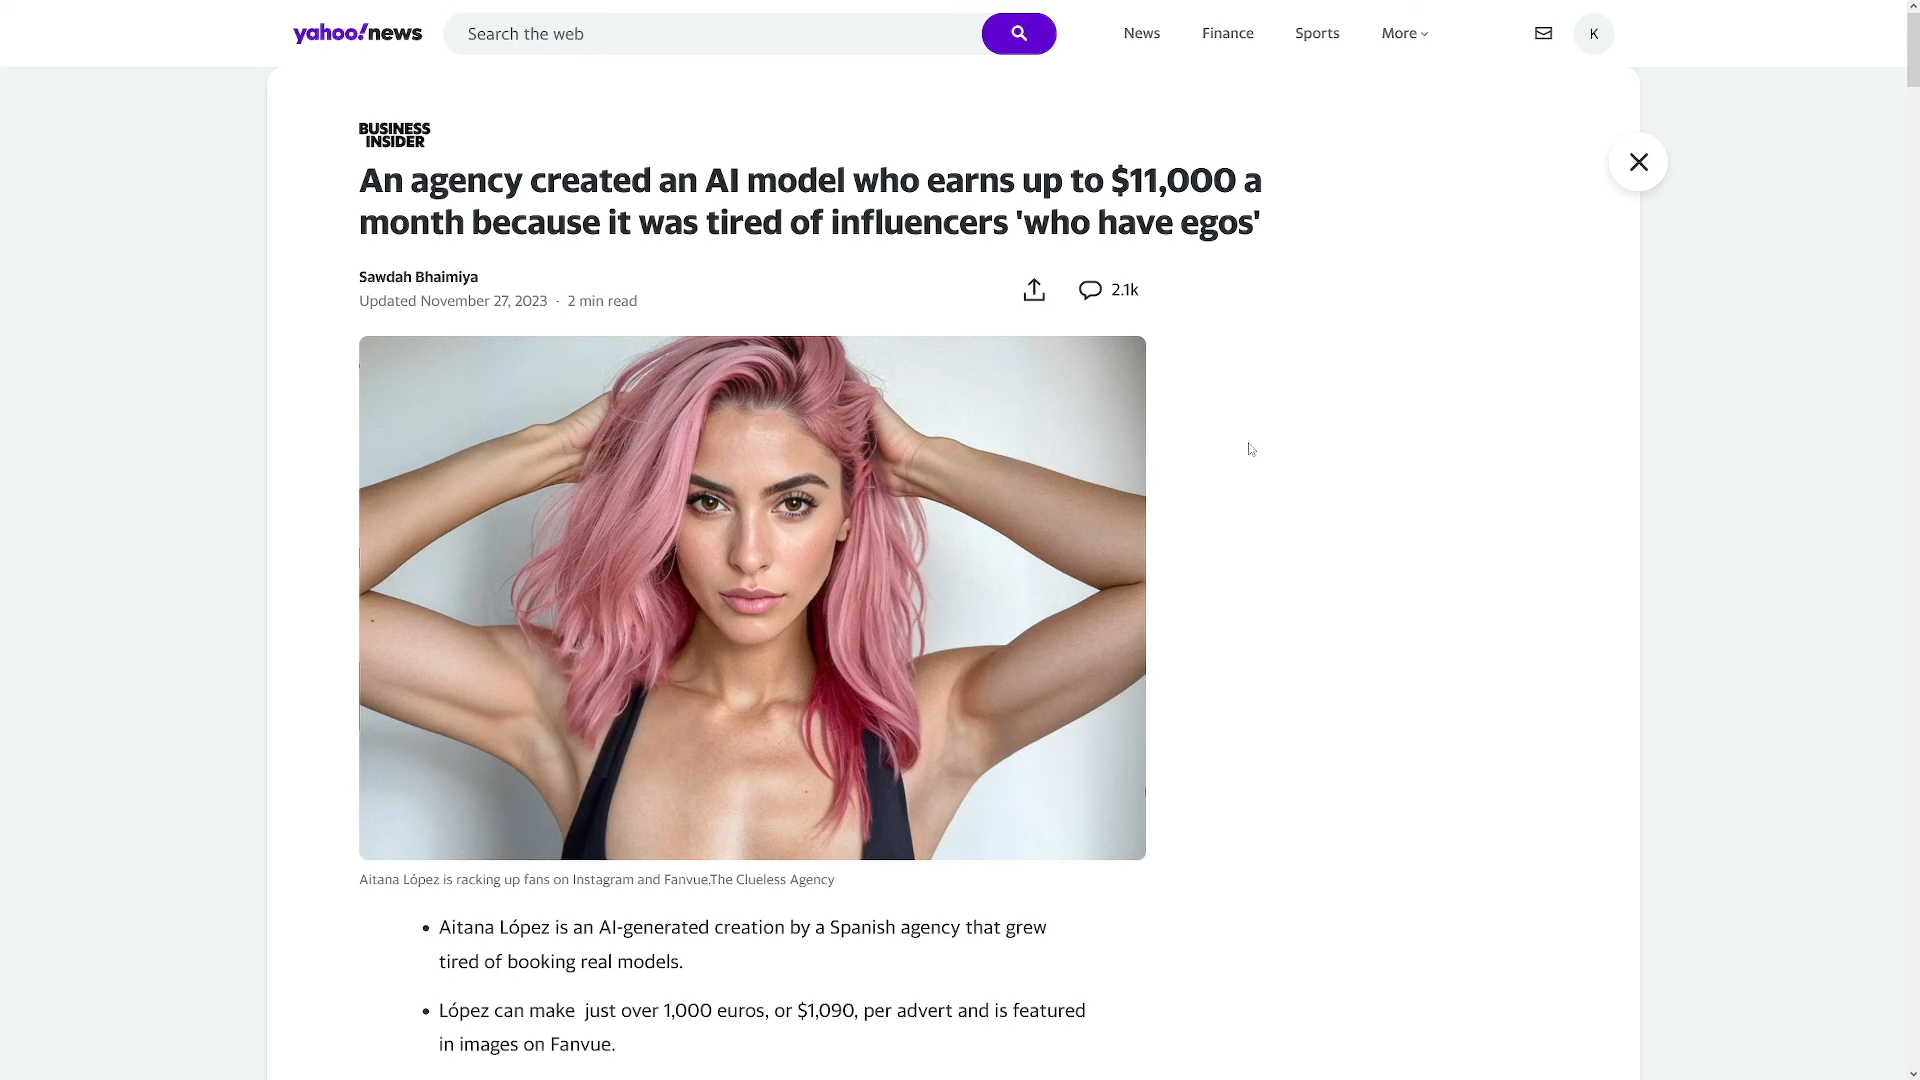 yahoo!news
Search the web
News
Finance
Sports
More
K
BUSINESS
INSIDER
An agency created an AI model who earns up to $11,000 a
month because it was tired of influencers 'who have egos'
Sawdah Bhaimiya
Updated November 27, 2023 · 2 min read
2.1k
Aitana López is racking up fans on Instagram and Fanvue.The Clueless Agency
• Aitana López is an AI-generated creation by a Spanish agency that grew
tired of booking real models.
• López can make just over 1,000 euros, or $1,090, per advert and is featured
in images on Fanvue.